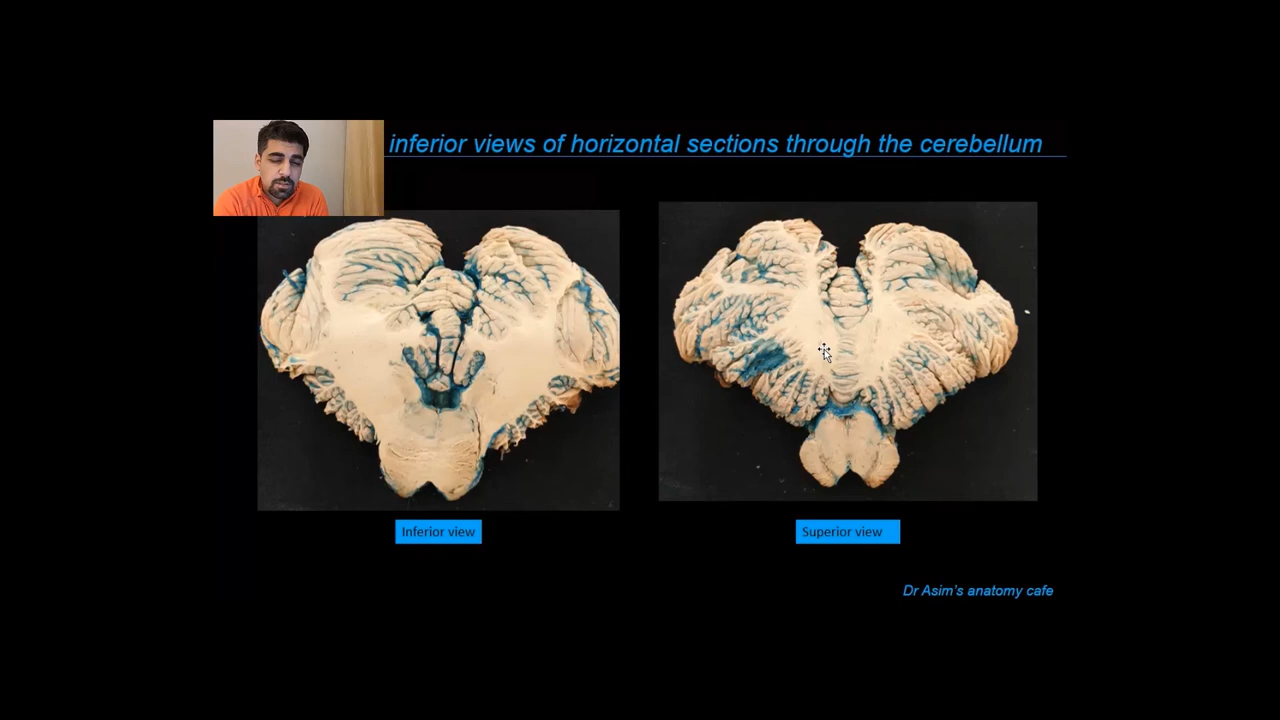 inferior views of horizontal sections through the cerebellum
Inferior view
Superior view
Dr Asim's anatomy cafe